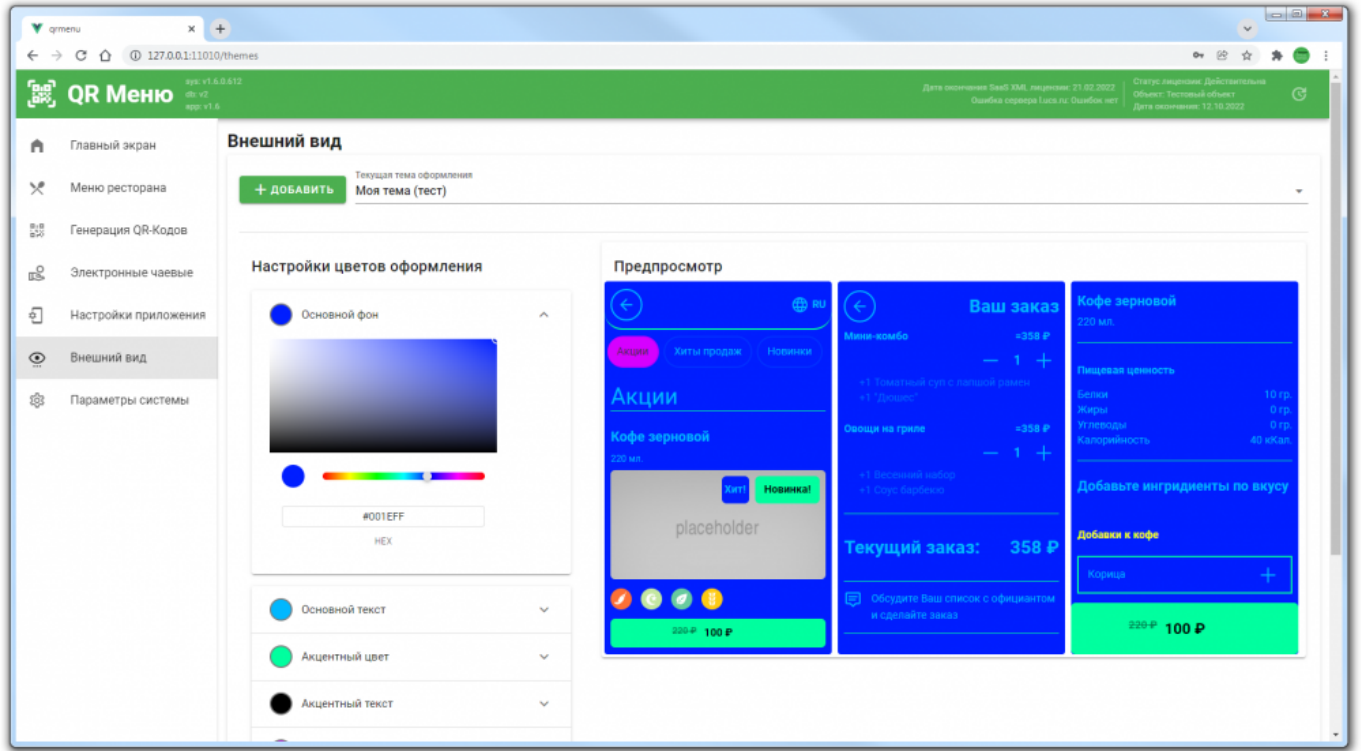 qrmenu
127.0.0.1:11010/themes
QR Меню
sys: v1.6.0.612
db: v2
app: v1.6
Дата окончания SaaS XML лицензии: 21.02.2022
Ошибка сервера l.ucs.ru: Ошибок нет
Статус лицензии: Действительна
Объект: Тестовый объект
Дата окончания: 12.10.2022
Главный экран
Меню ресторана
Генерация QR-Кодов
Электронные чаевые
Настройки приложения
Внешний вид
Параметры системы
Внешний вид
+ ДОБАВИТЬ
Текущая тема оформления
Моя тема (тест)
Настройки цветов оформления
Основной фон
#001EFF
HEX
Основной текст
Акцентный цвет
Акцентный текст
Предпросмотр
RU
Акции
Хиты продаж
Новинки
Акции
Кофе зерновой
220 мл.
Хит!
Новинка!
placeholder
220 ₽ 100 ₽
Ваш заказ
Мини-комбо =358 ₽
— 1 +
+1 Томатный суп с лапшой рамен
+1 "Дюшес"
Овощи на гриле =358 ₽
— 1 +
+1 Весенний набор
+1 Соус барбекю
Текущий заказ: 358 ₽
Обсудите Ваш список с официантом
и сделайте заказ
Кофе зерновой
220 мл.
Пищевая ценность
Белки 10 гр.
Жиры 0 гр.
Углеводы 0 гр.
Калорийность 40 кКал.
Добавьте ингридиенты по вкусу
Добавки к кофе
Корица +
220 ₽ 100 ₽